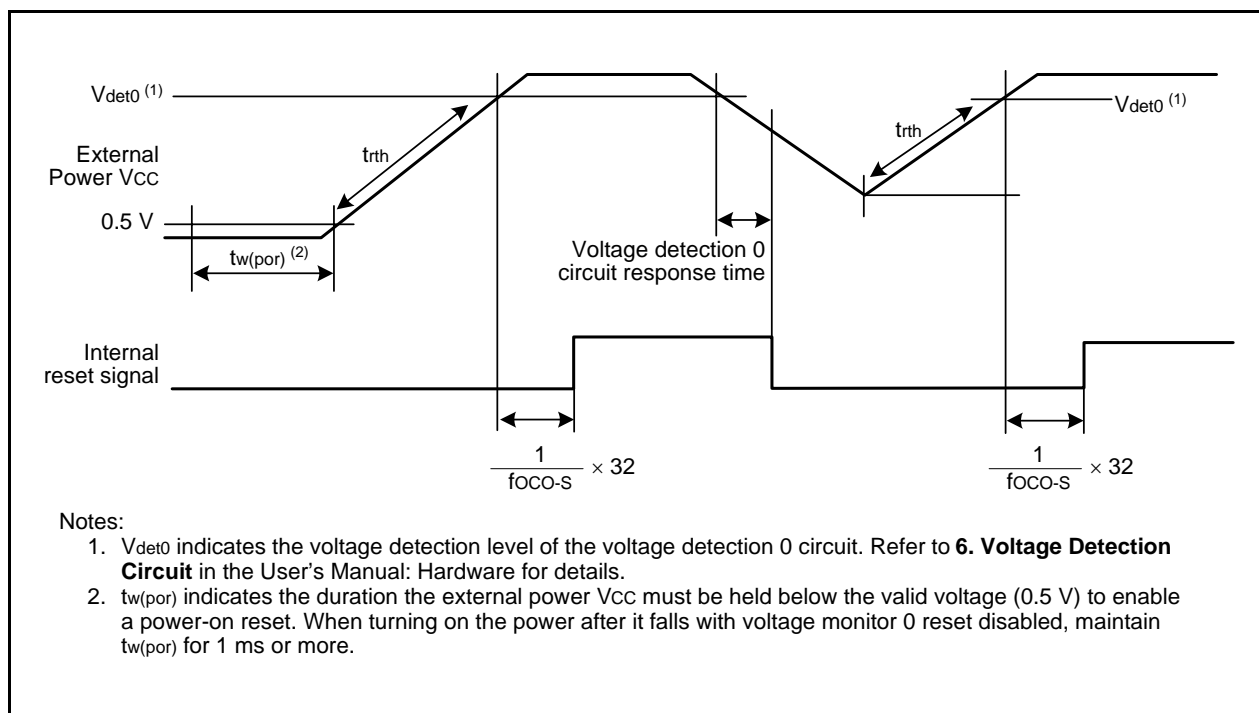 Vdet0 (1)
Vdet0 (1)
trth
trth
External
Power VCC
0.5 V
tw(por) (2)
Voltage detection 0
circuit response time
Internal
reset signal
1
fOCO-S
× 32
1
fOCO-S
× 32
Notes:
1. Vdet0 indicates the voltage detection level of the voltage detection 0 circuit. Refer to 6. Voltage Detection
Circuit in the User's Manual: Hardware for details.
2. tw(por) indicates the duration the external power VCC must be held below the valid voltage (0.5 V) to enable
a power-on reset. When turning on the power after it falls with voltage monitor 0 reset disabled, maintain
tw(por) for 1 ms or more.